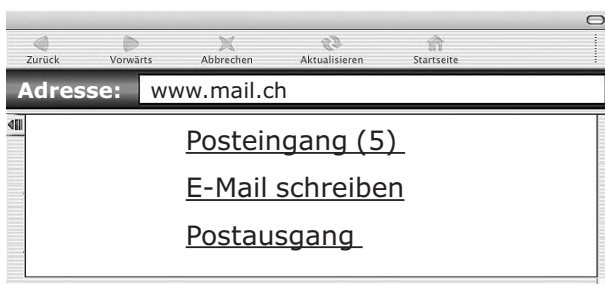 Zurück Vorwärts Abbrechen Aktualisieren Startseite
Adresse: www.mail.ch
Posteingang (5)
E-Mail schreiben
Postausgang